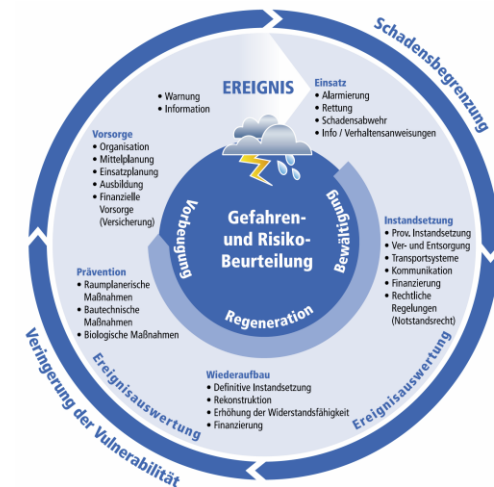 Schadensbegrenzung
EREIGNIS
• Warnung
• Information
Einsatz
• Alarmierung
• Rettung
• Schadensabwehr
• Info / Verhaltensanweisungen
Vorsorge
• Organisation
• Mittelplanung
• Einsatzplanung
• Ausbildung
• Finanzielle
Vorsorge
(Versicherung)
Vorbeugung
Gefahren-
und Risiko-
Beurteilung
Bewältigung
Regeneration
Instandsetzung
• Prov. Instandsetzung
• Ver- und Entsorgung
• Transportsysteme
• Kommunikation
• Finanzierung
• Rechtliche
Regelungen
(Notstandsrecht)
Prävention
• Raumplanerische
Maßnahmen
• Bautechnische
Maßnahmen
• Biologische Maßnahmen
Ereignisauswertung
Wiederaufbau
• Definitive Instandsetzung
• Rekonstruktion
• Erhöhung der Widerstandsfähigkeit
• Finanzierung
Ereignisauswertung
Veringerung der Vulnerabilität